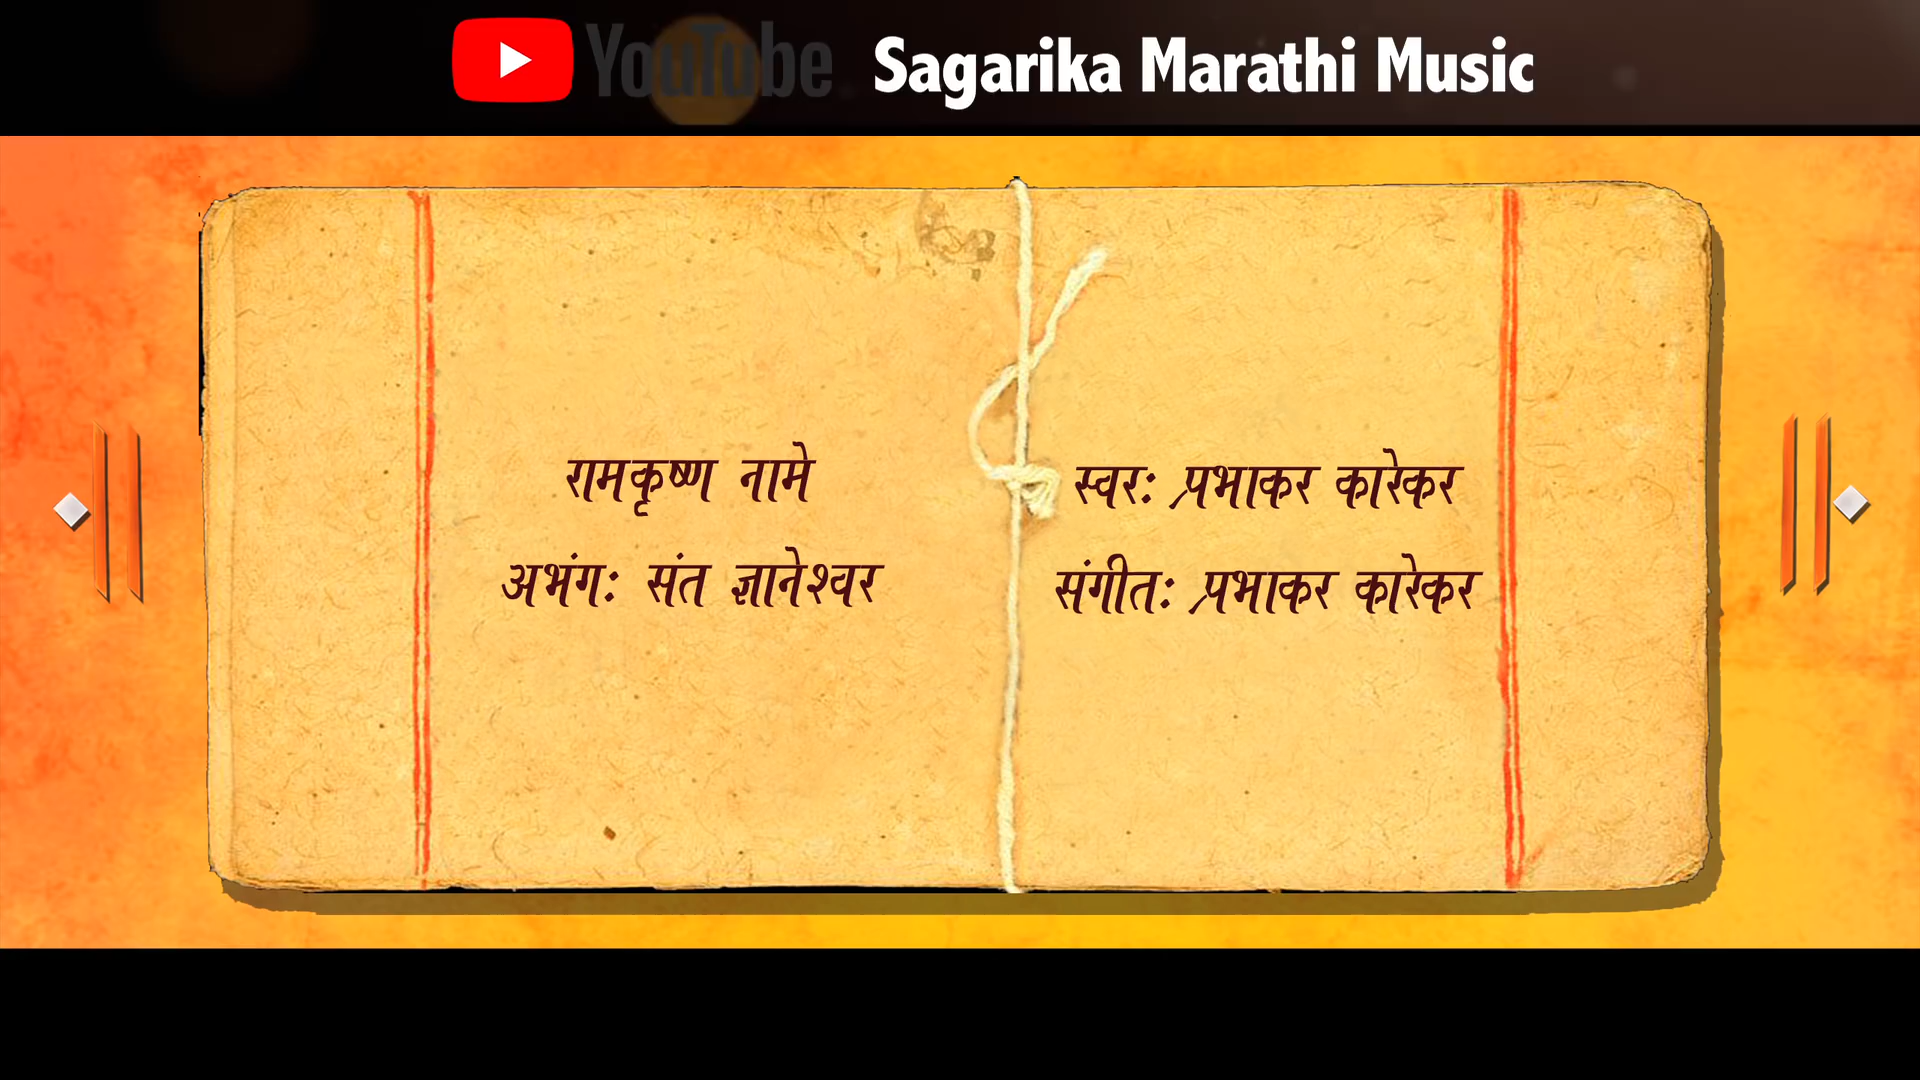 YouTube Sagarika Marathi Music
रामकृष्ण नामे
अभंग: संत ज्ञानेश्वर
स्वर: प्रभाकर कारेकर
संगीत: प्रभाकर कारेकर